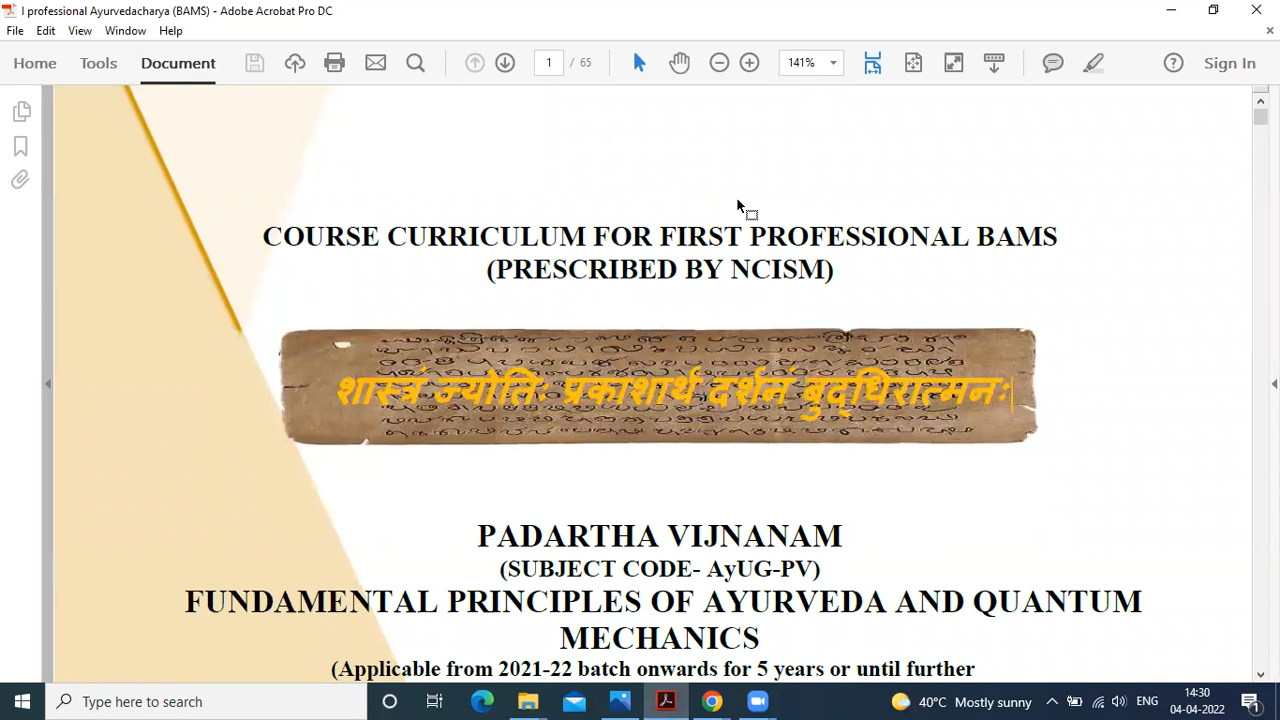 I professional Ayurvedacharya (BAMS) - Adobe Acrobat Pro DC
File Edit View Window Help
Home Tools Document 1 / 65 141% Sign In
COURSE CURRICULUM FOR FIRST PROFESSIONAL BAMS
(PRESCRIBED BY NCISM)
शास्त्रं ज्योतिः प्रकाशार्थ दर्शनं बुद्धिरात्मनः
PADARTHA VIJNANAM
(SUBJECT CODE- AyUG-PV)
FUNDAMENTAL PRINCIPLES OF AYURVEDA AND QUANTUM
MECHANICS
(Applicable from 2021-22 batch onwards for 5 years or until further
Type here to search 40°C Mostly sunny ENG 14:30
04-04-2022 1